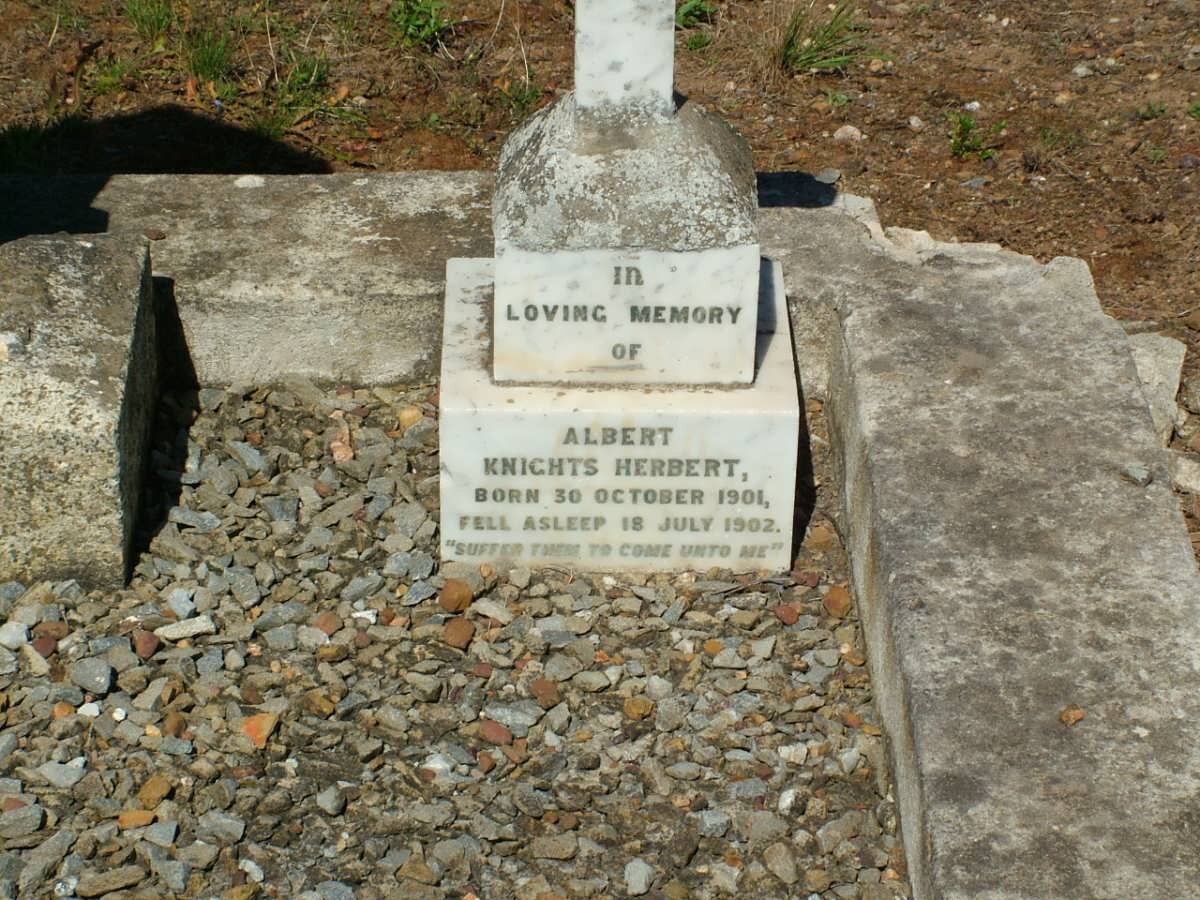 In
LOVING MEMORY
OF
ALBERT
KNIGHTS HERBERT,
BORN 30 OCTOBER 1901,
FELL ASLEEP 18 JULY 1902.
"SUFFER THEM TO COME UNTO ME"